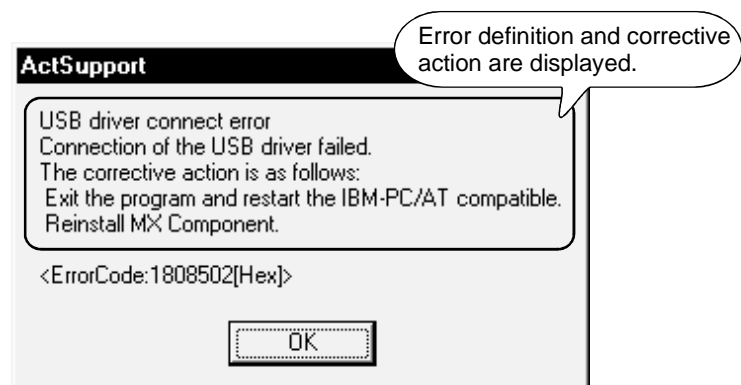 Error definition and corrective
action are displayed.
ActSupport
USB driver connect error
Connection of the USB driver failed.
The corrective action is as follows:
Exit the program and restart the IBM-PC/AT compatible.
Reinstall MX Component.
<ErrorCode:1808502[Hex]>
OK